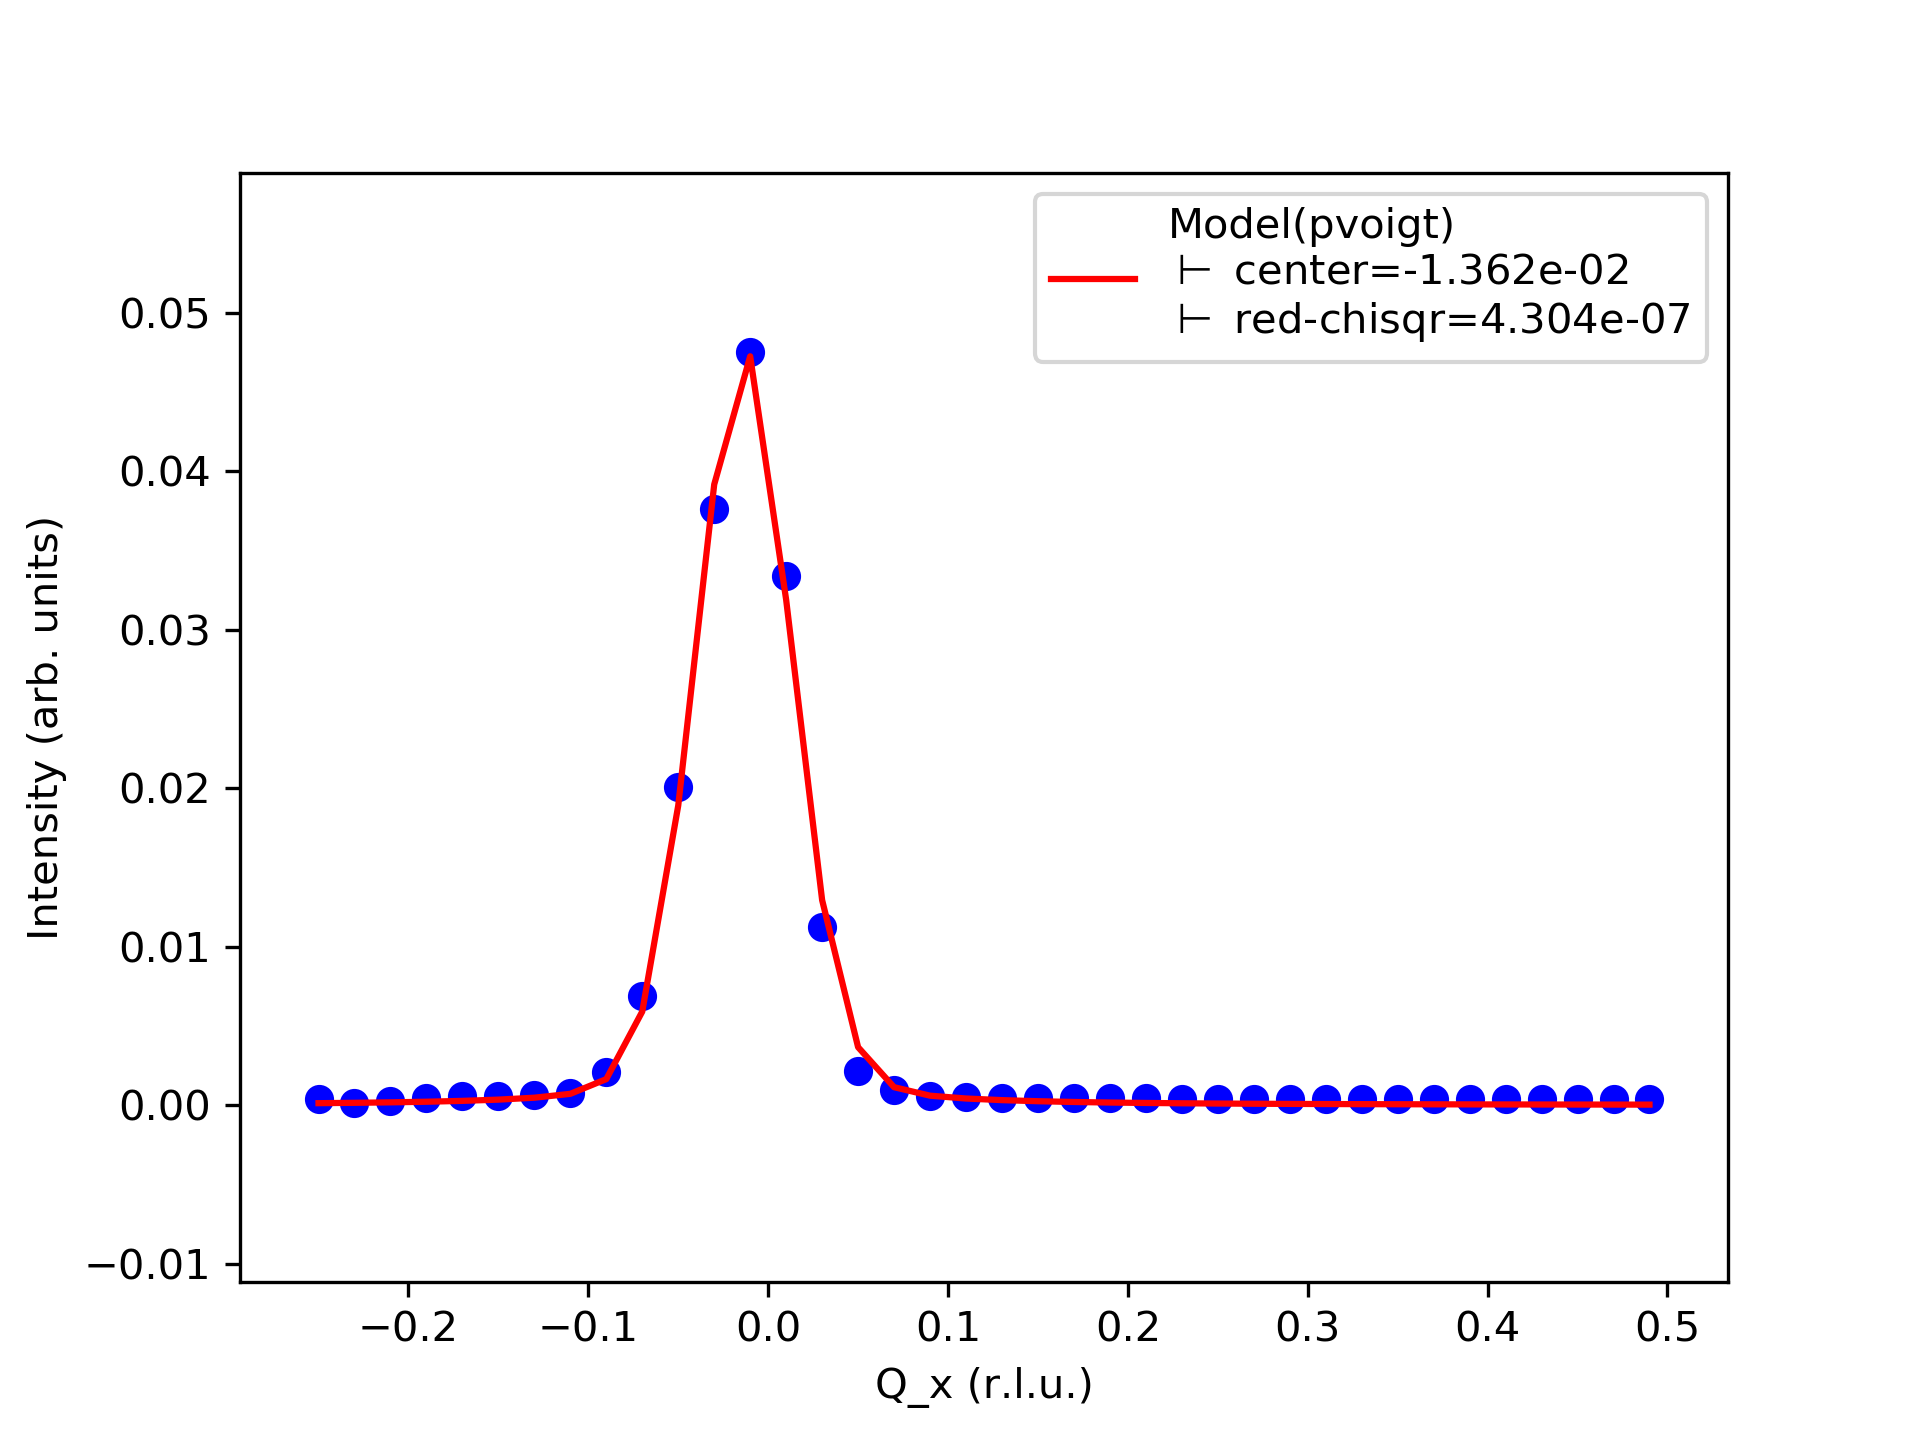 Model(pvoigt)
⊢ center=-1.362e-02
⊢ red-chisqr=4.304e-07
0.05
0.04
0.03
0.02
0.01
0.00
−0.01
Intensity (arb. units)
−0.2 −0.1 0.0 0.1 0.2 0.3 0.4 0.5
Q_x (r.l.u.)